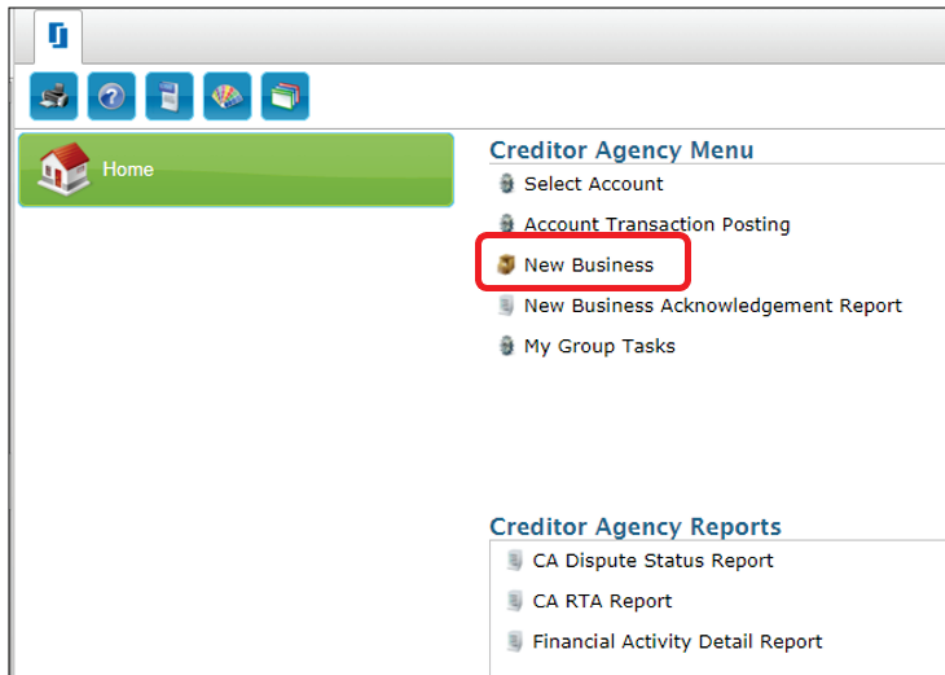 Home
Creditor Agency Menu
Select Account
Account Transaction Posting
New Business
New Business Acknowledgement Report
My Group Tasks
Creditor Agency Reports
CA Dispute Status Report
CA RTA Report
Financial Activity Detail Report